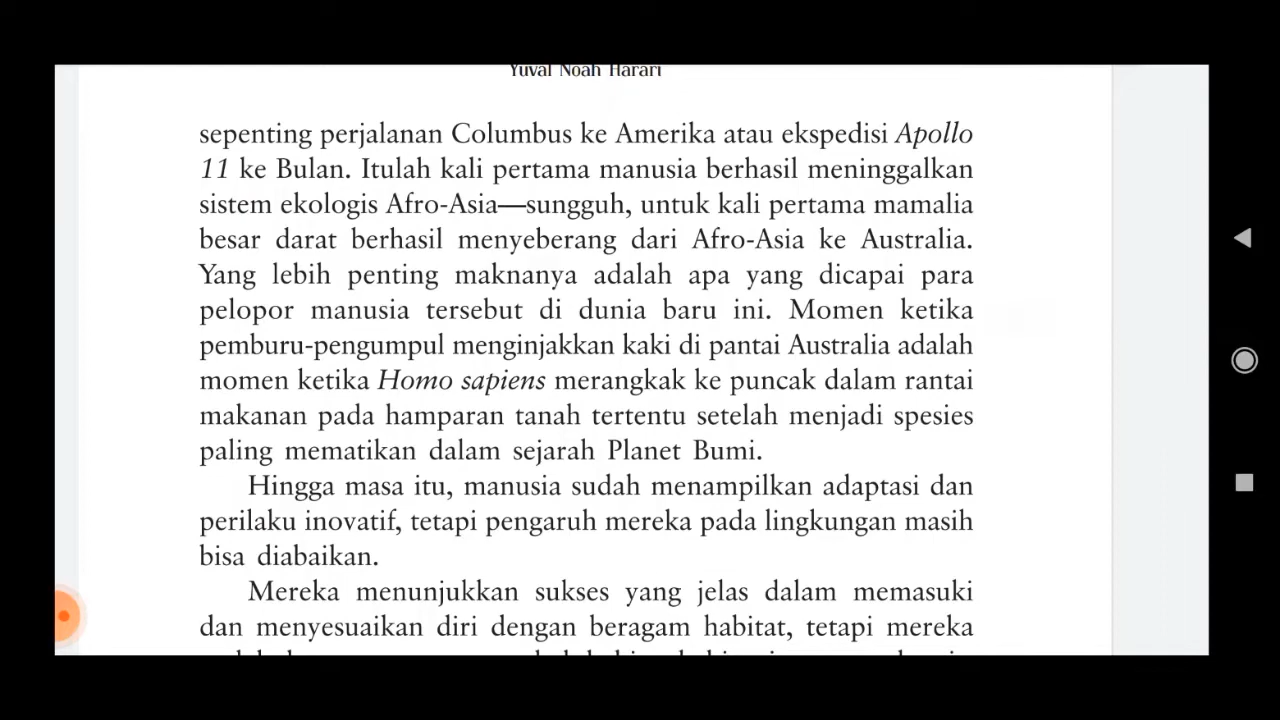 Yuval Noah Harari
sepenting perjalanan Columbus ke Amerika atau ekspedisi Apollo
11 ke Bulan. Itulah kali pertama manusia berhasil meninggalkan
sistem ekologis Afro-Asia—sungguh, untuk kali pertama mamalia
besar darat berhasil menyeberang dari Afro-Asia ke Australia.
Yang lebih penting maknanya adalah apa yang dicapai para
pelopor manusia tersebut di dunia baru ini. Momen ketika
pemburu-pengumpul menginjakkan kaki di pantai Australia adalah
momen ketika Homo sapiens merangkak ke puncak dalam rantai
makanan pada hamparan tanah tertentu setelah menjadi spesies
paling mematikan dalam sejarah Planet Bumi.
Hingga masa itu, manusia sudah menampilkan adaptasi dan
perilaku inovatif, tetapi pengaruh mereka pada lingkungan masih
bisa diabaikan.
Mereka menunjukkan sukses yang jelas dalam memasuki
dan menyesuaikan diri dengan beragam habitat, tetapi mereka